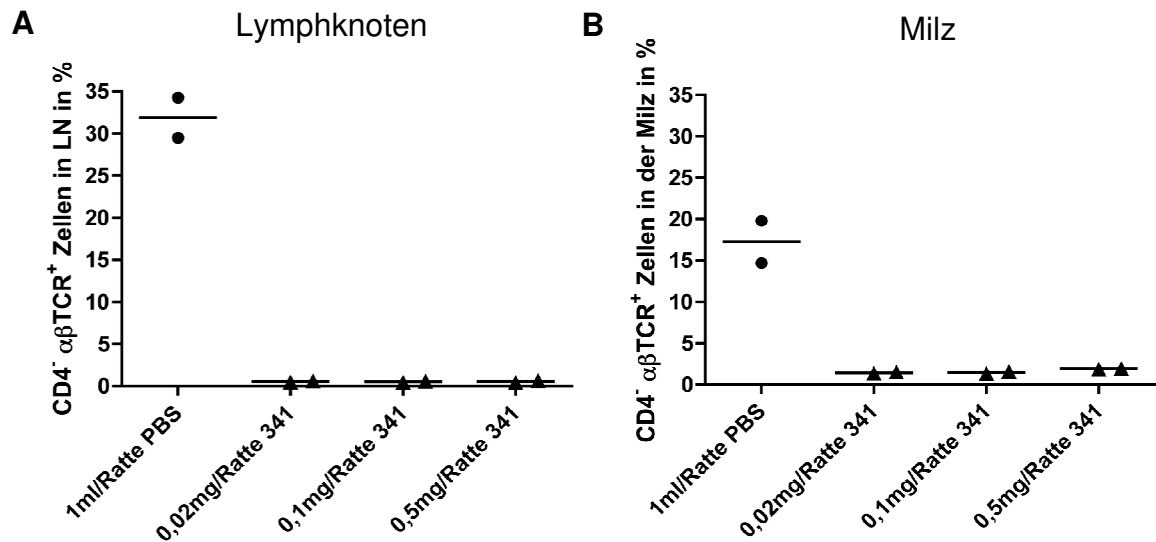 A
Lymphknoten
CD4⁻ αβTCR⁺ Zellen in LN in %
35
30
25
20
15
10
5
0
1ml/Ratte PBS
0,02mg/Ratte 341
0,1mg/Ratte 341
0,5mg/Ratte 341
B
Milz
CD4⁻ αβTCR⁺ Zellen in der Milz in %
35
30
25
20
15
10
5
0
1ml/Ratte PBS
0,02mg/Ratte 341
0,1mg/Ratte 341
0,5mg/Ratte 341